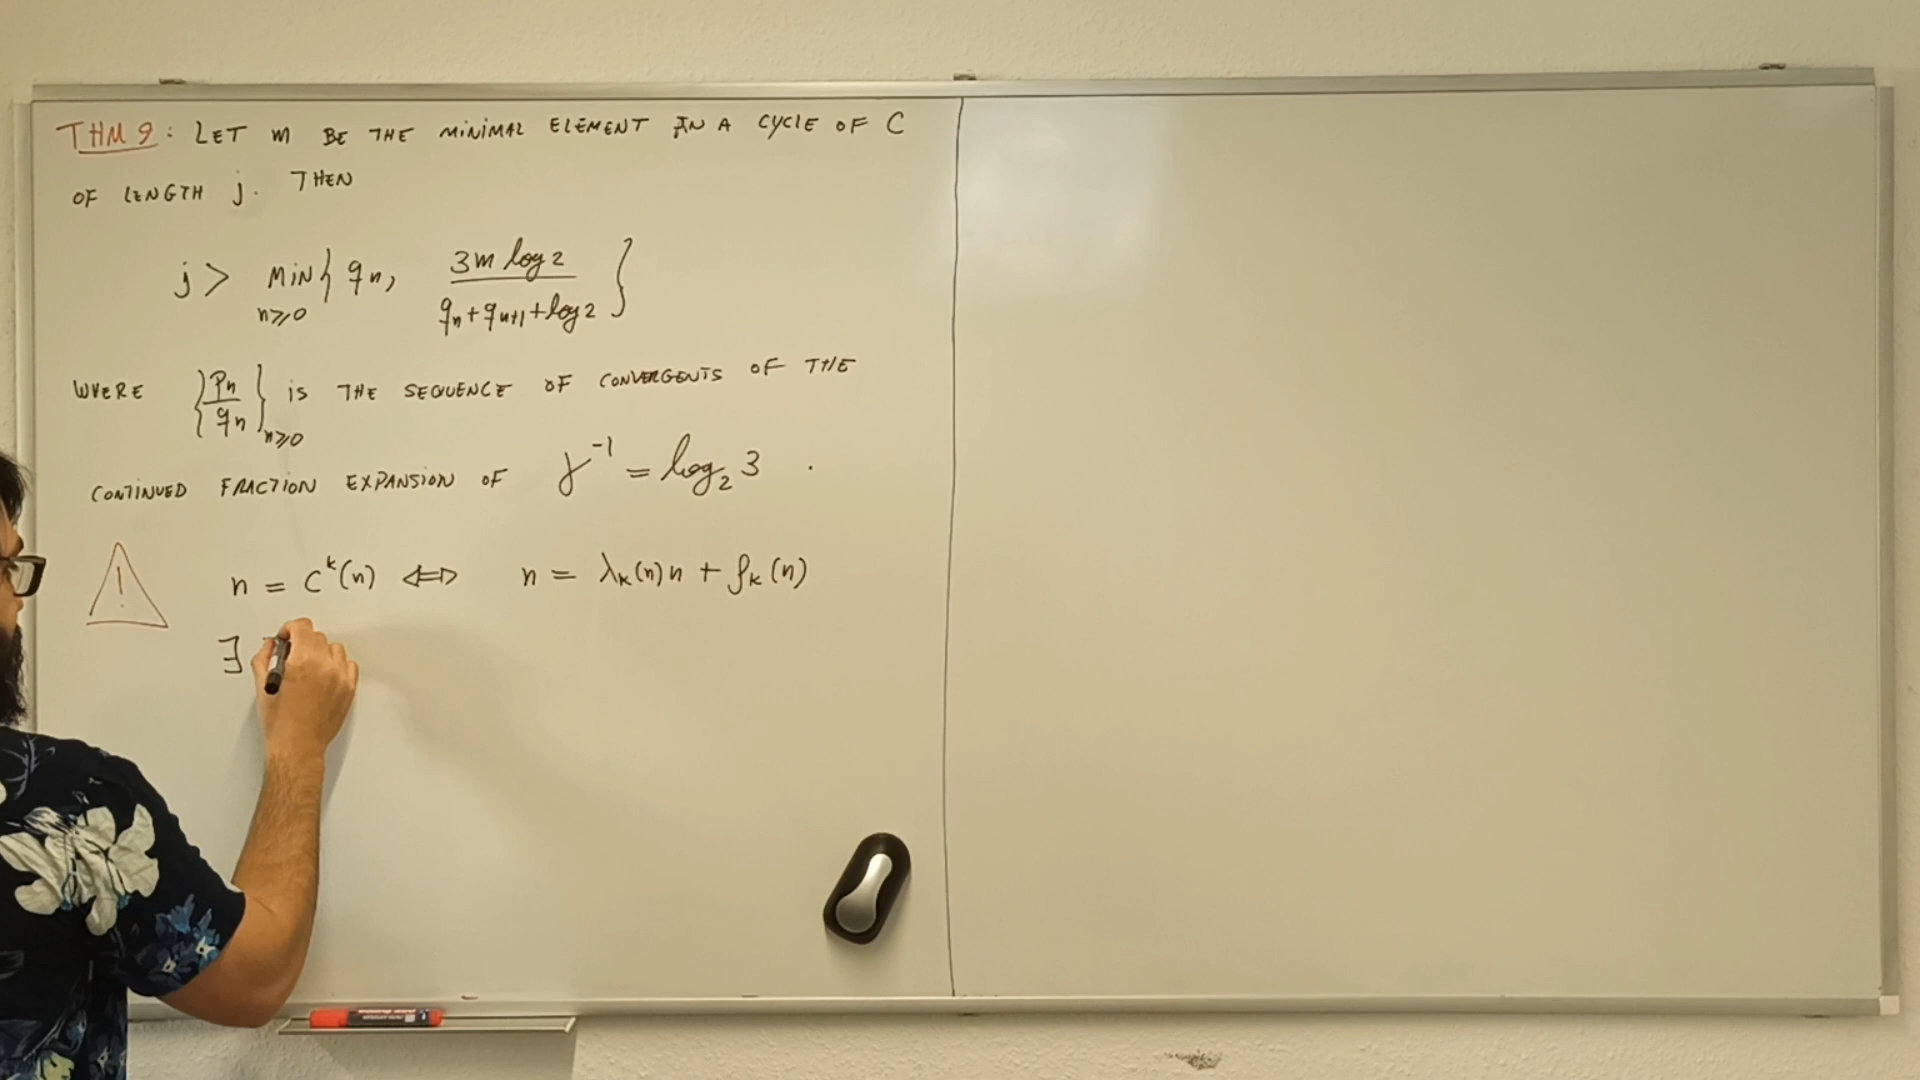 THM 9: LET m BE THE MINIMAL ELEMENT IN A CYCLE OF C
OF LENGTH j. THEN
j > MIN_{n⩾0} { q_n, (3m log 2)/(q_n + q_{n+1} + log 2) }
WHERE {p_n/q_n}_{n⩾0} IS THE SEQUENCE OF CONVERGENTS OF THE
CONTINUED FRACTION EXPANSION OF γ^{-1} = log_2 3 .
! n = C^k(n) ⇔ n = λ_k(n)n + ρ_k(n)
∃